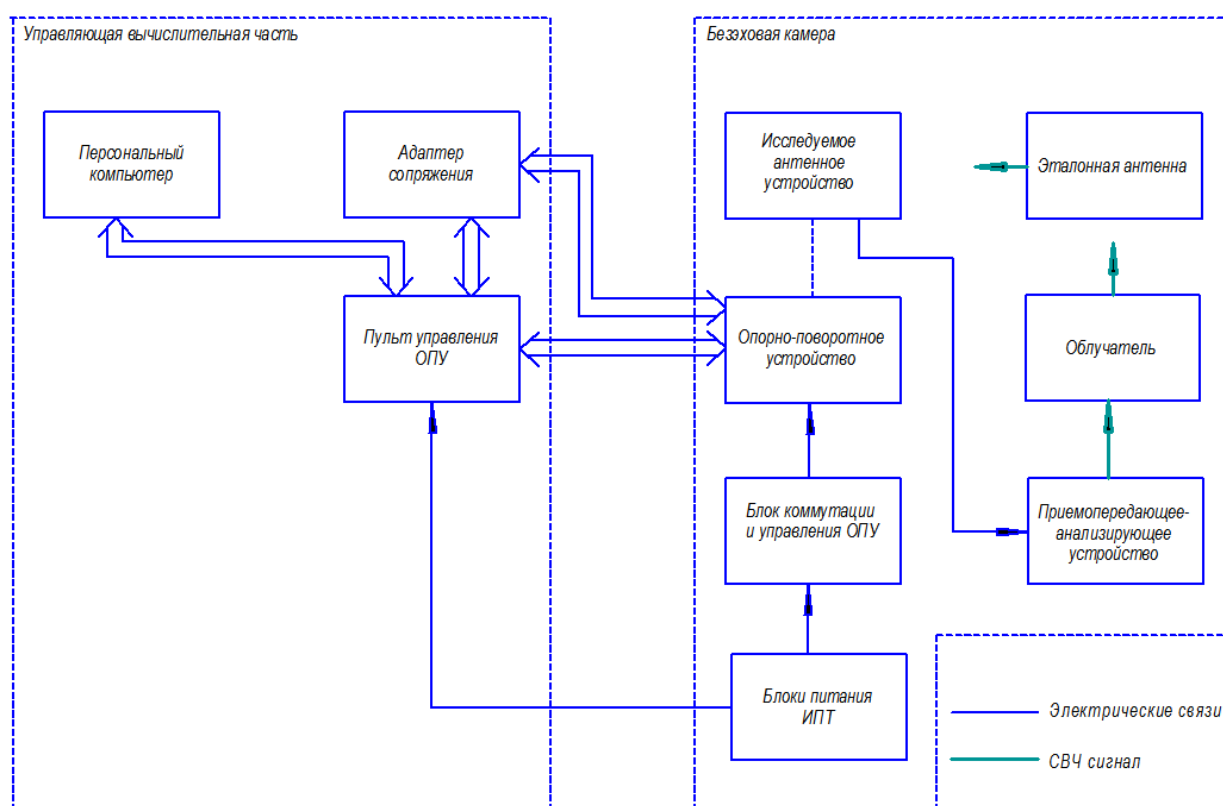 Управляющая вычислительная часть
Безэховая камера
Персональный
компьютер
Адаптер
сопряжения
Исследуемое
антенное
устройство
Эталонная антенна
Пульт управления
ОПУ
Опорно-поворотное
устройство
Облучатель
Блок коммутации
и управления ОПУ
Приемопередающее-
анализирующее
устройство
Блоки питания
ИПТ
Электрические связи
СВЧ сигнал